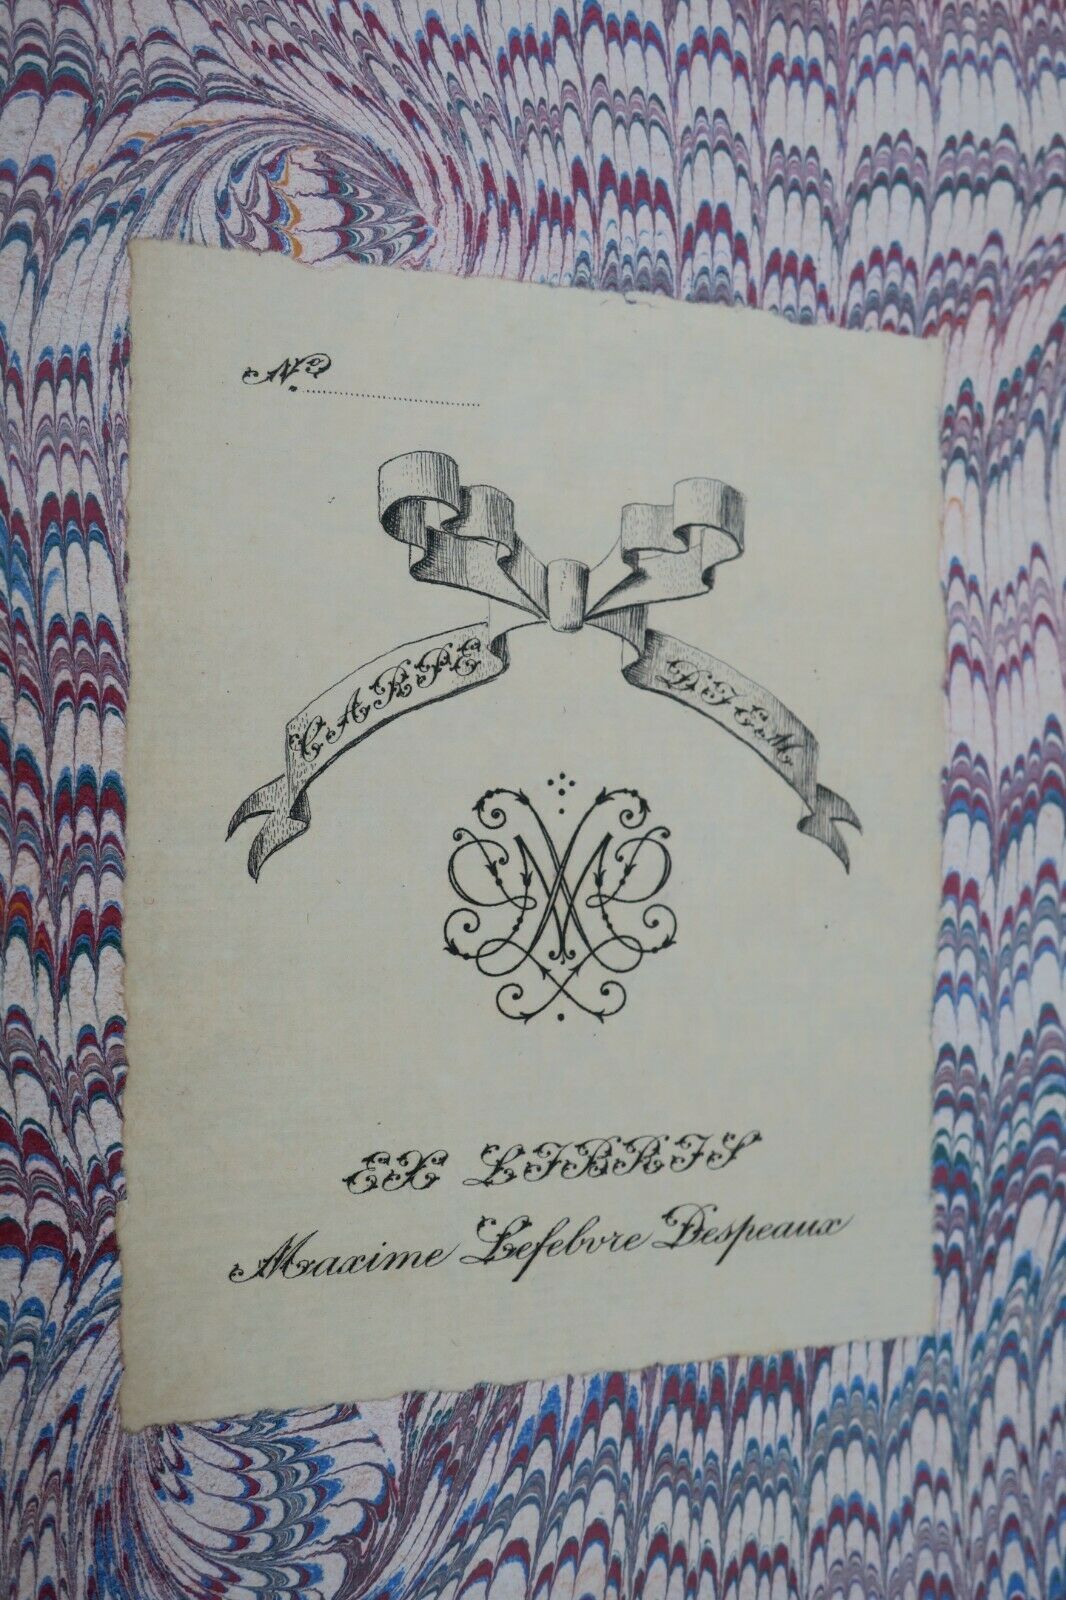 No.
CARPE DIEM
EX LIBRIS
Maxime Lefebvre Despeaux